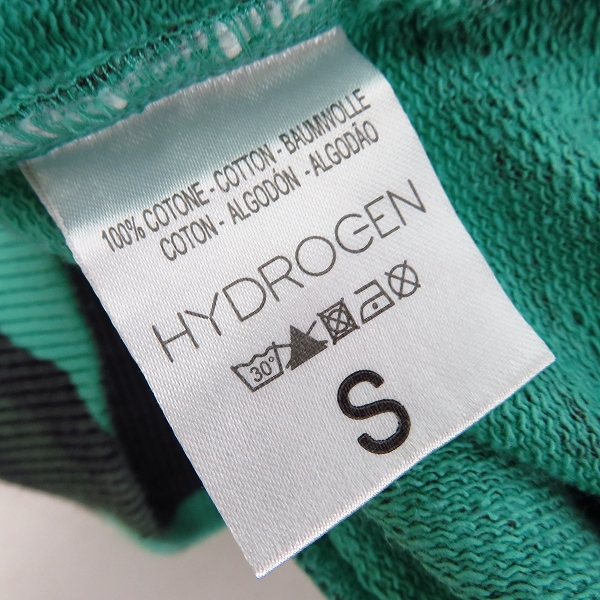 100% COTONE - COTTON - BAUMWOLLE
COTON - ALGODÓN - ALGODÃO
HYDROGEN
30°
S